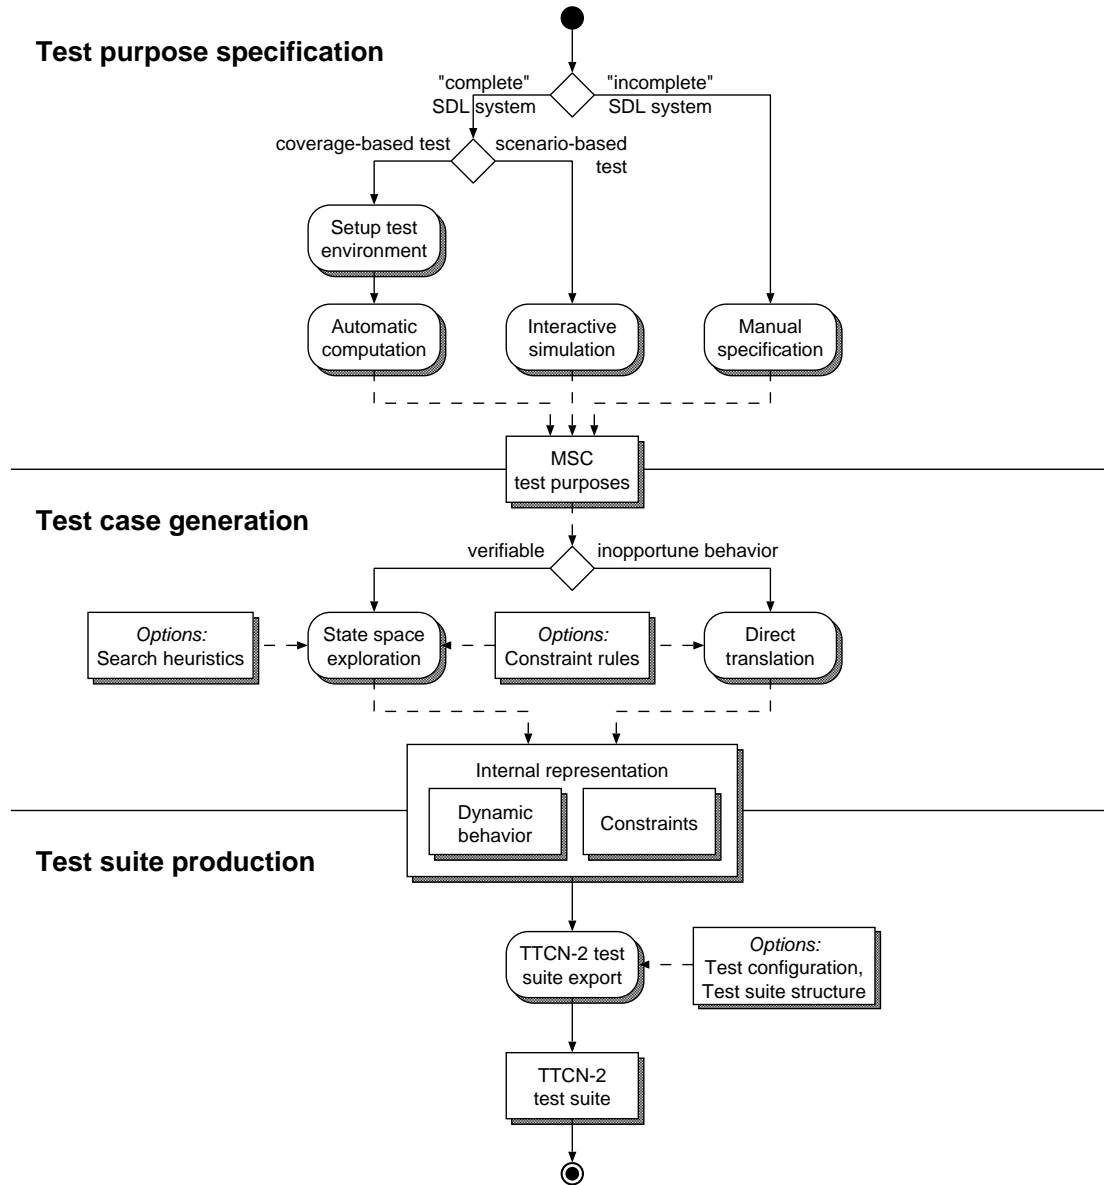 Test purpose specification
"complete"
SDL system
"incomplete"
SDL system
coverage-based test
scenario-based
test
Setup test
environment
Automatic
computation
Interactive
simulation
Manual
specification
MSC
test purposes
Test case generation
verifiable
inopportune behavior
Options:
Search heuristics
State space
exploration
Options:
Constraint rules
Direct
translation
Internal representation
Dynamic
behavior
Constraints
Test suite production
TTCN-2 test
suite export
Options:
Test configuration,
Test suite structure
TTCN-2
test suite